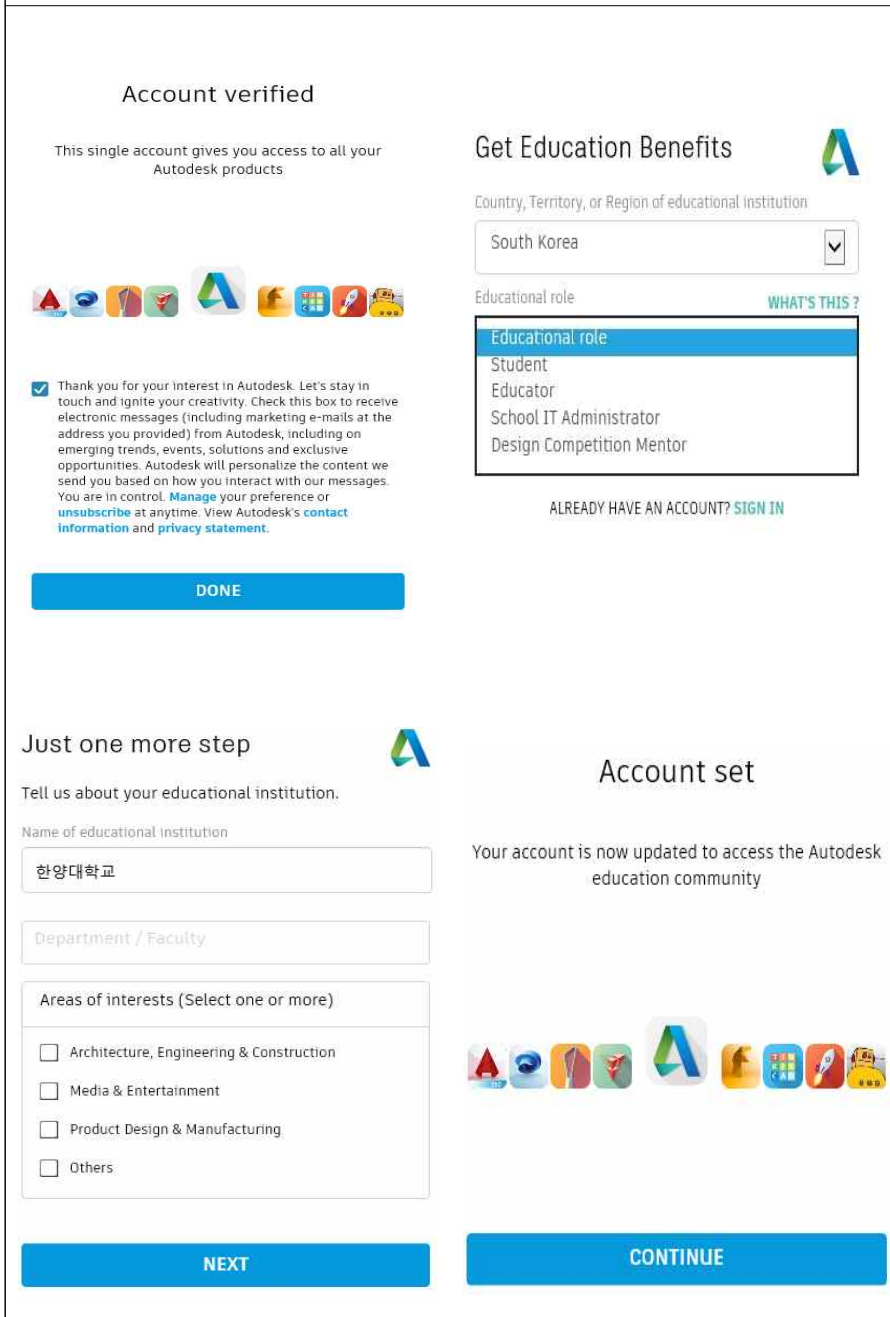 Account verified
This single account gives you access to all your
Autodesk products
Thank you for your interest in Autodesk. Let's stay in
touch and ignite your creativity. Check this box to receive
electronic messages (including marketing e-mails at the
address you provided) from Autodesk, including on
emerging trends, events, solutions and exclusive
opportunities. Autodesk will personalize the content we
send you based on how you interact with our messages.
You are in control. Manage your preference or
unsubscribe at anytime. View Autodesk's contact
information and privacy statement.
DONE
Get Education Benefits
Country, Territory, or Region of educational institution
South Korea
Educational role
WHAT'S THIS ?
Educational role
Student
Educator
School IT Administrator
Design Competition Mentor
ALREADY HAVE AN ACCOUNT? SIGN IN
Just one more step
Tell us about your educational institution.
Name of educational institution
한양대학교
Department / Faculty
Areas of interests (Select one or more)
Architecture, Engineering & Construction
Media & Entertainment
Product Design & Manufacturing
Others
NEXT
Account set
Your account is now updated to access the Autodesk
education community
CONTINUE